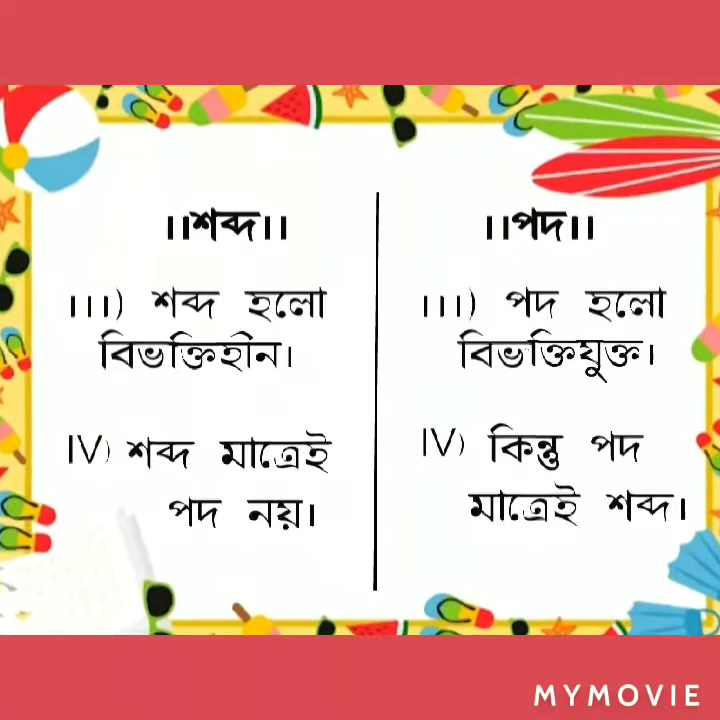 ।।শব্দ।।
III) শব্দ হলো
বিভক্তিহীন।
IV) শব্দ মাত্রেই
পদ নয়।
।।পদ।।
III) পদ হলো
বিভক্তিযুক্ত।
IV) কিন্তু পদ
মাত্রেই শব্দ।
MYMOVIE